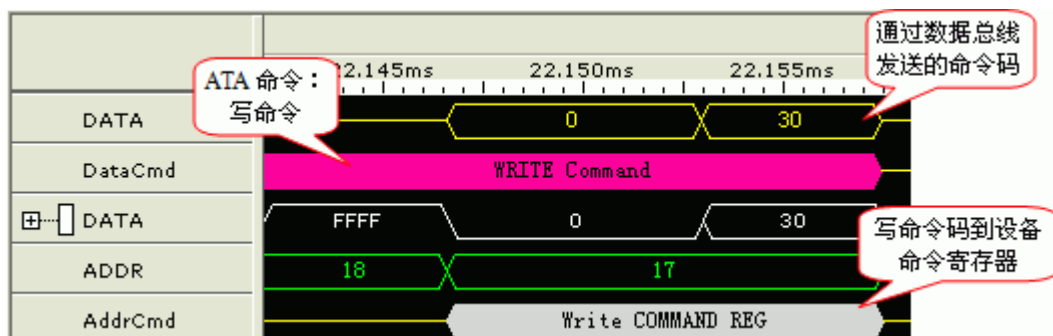 通过数据总线
发送的命令码
ATA 命令：
写命令
22.145ms 22.150ms 22.155ms
DATA 0 30
DataCmd WRITE Command
DATA FFFF 0 30
写命令码到设备
命令寄存器
ADDR 18 17
AddrCmd Write COMMAND REG